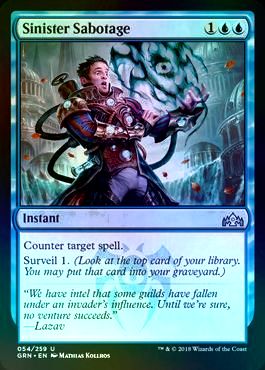 Sinister Sabotage 1
Instant
Counter target spell.
Surveil 1. (Look at the top card of your library.
You may put that card into your graveyard.)
"We have intel that some guilds have fallen
under an invader's influence. Until we're sure,
no venture succeeds."
—Lazav
054/259 U
GRN • EN Mathias Kollros
™ & © 2018 Wizards of the Coast